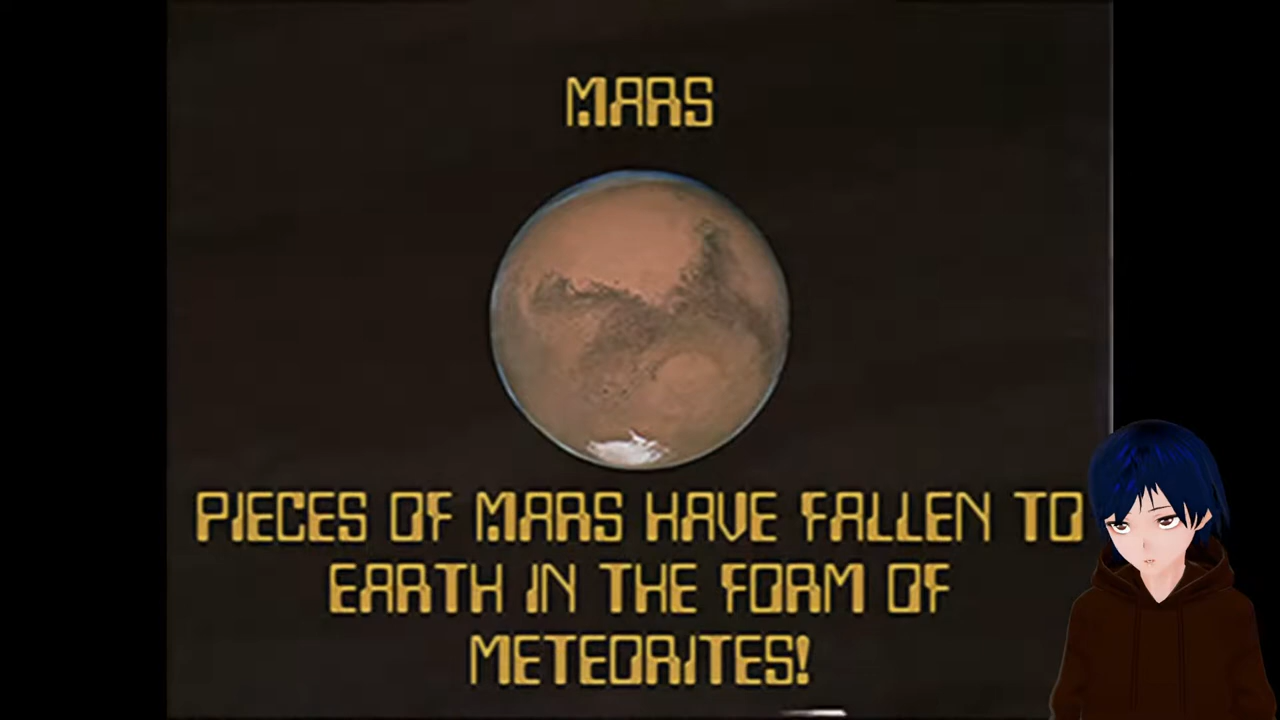 MARS
PIECES OF MARS HAVE FALLEN TO
EARTH IN THE FORM OF
METEORITES!